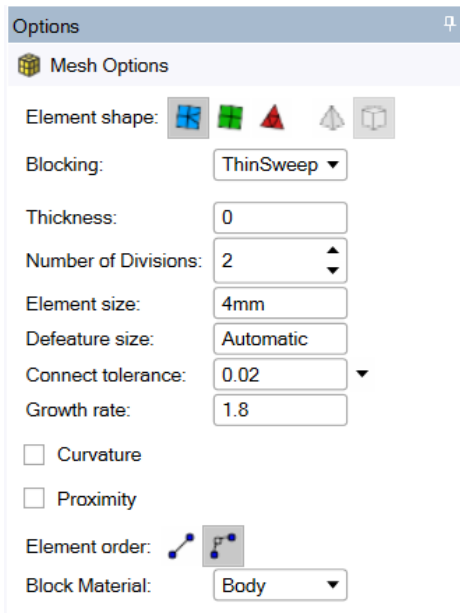 Options
Mesh Options
Element shape:
Blocking: ThinSweep
Thickness: 0
Number of Divisions: 2
Element size: 4mm
Defeature size: Automatic
Connect tolerance: 0.02
Growth rate: 1.8
Curvature
Proximity
Element order:
Block Material: Body